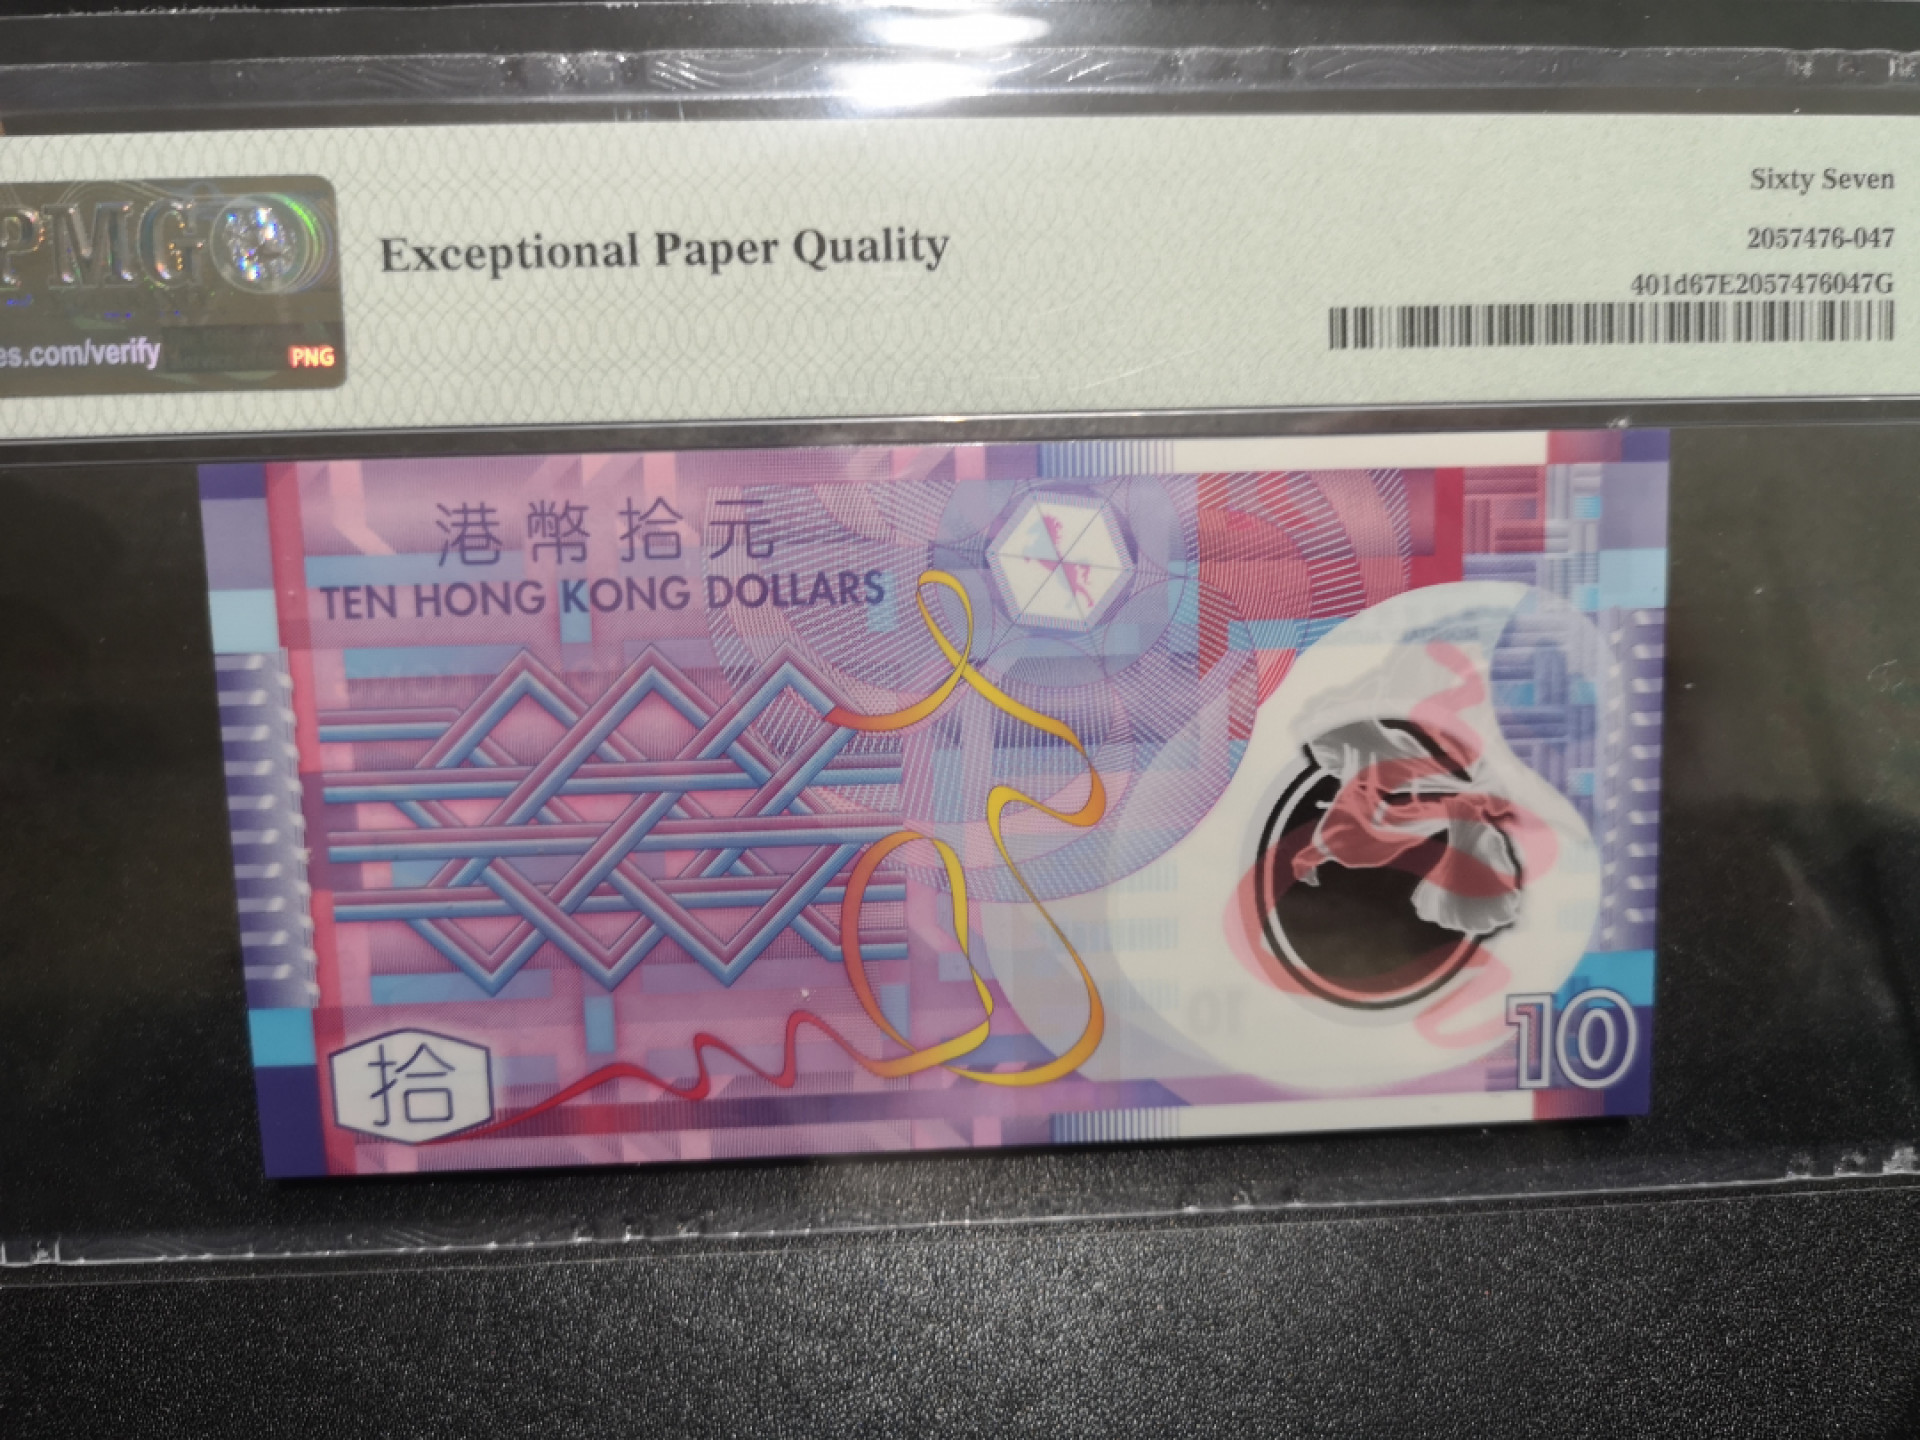 PMG
es.com/verify
PNG
Exceptional Paper Quality
Sixty Seven
2057476-047
401d67E2057476047G
港幣拾元
TEN HONG KONG DOLLARS
拾
10